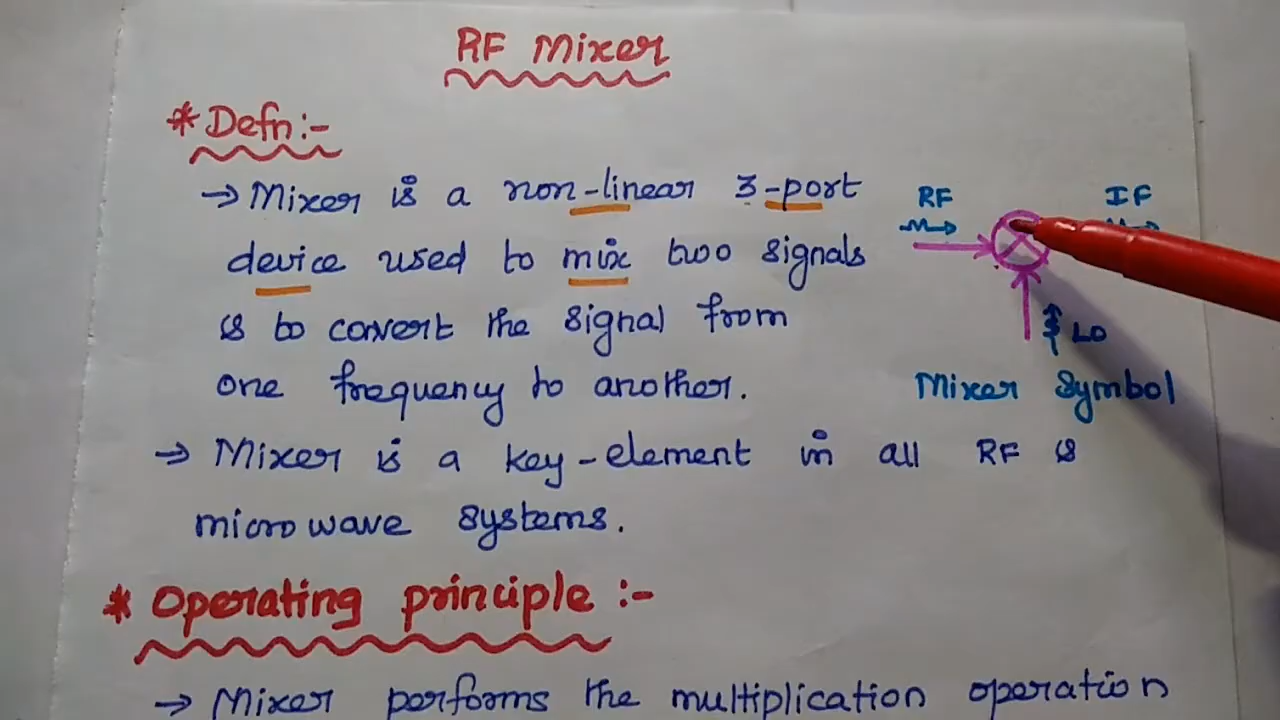 RF Mixer
* Defn:-
→ Mixer is a non-linear 3-port
device used to mix two signals
& to convert the signal from
one frequency to another.
RF
IF
LO
Mixer Symbol
→ Mixer is a key-element in all RF &
microwave systems.
* Operating principle :-
→ Mixer performs the multiplication operation